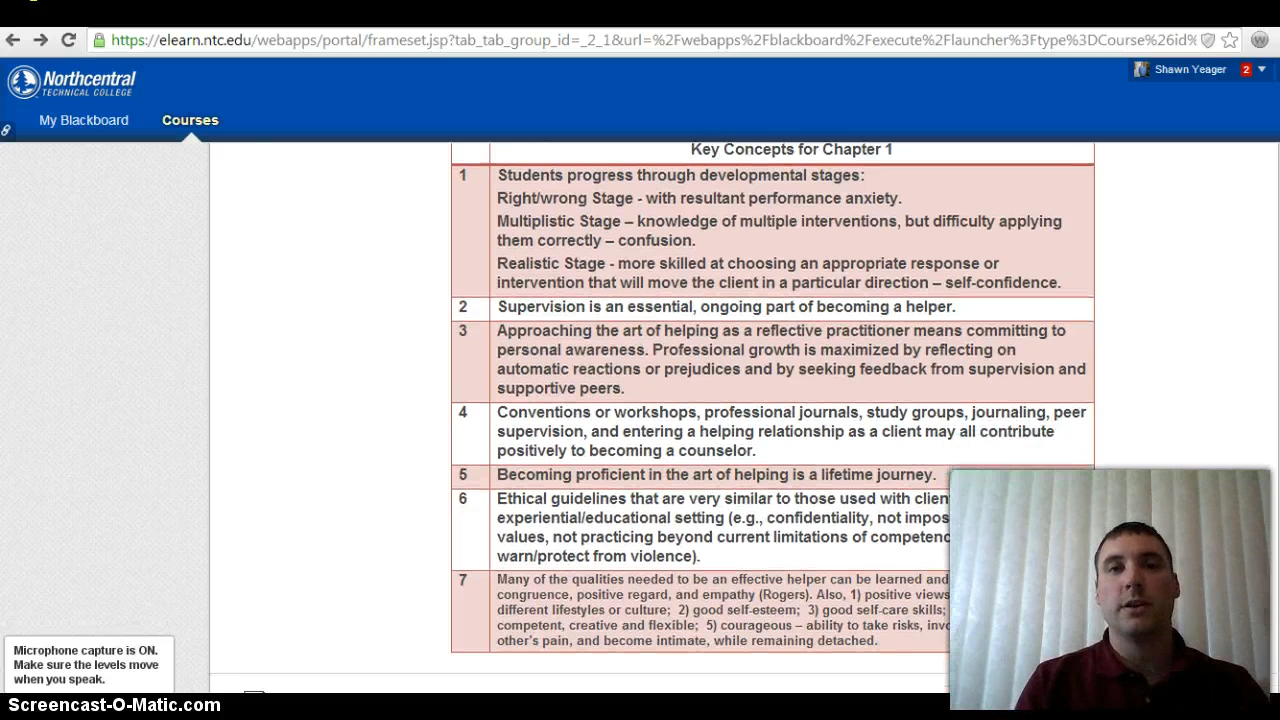 https://elearn.ntc.edu/webapps/portal/frameset.jsp?tab_tab_group_id=_2_1&url=%2Fwebapps%2Fblackboard%2Fexecute%2Flauncher%3Ftype%3DCourse%26id%
Northcentral
TECHNICAL COLLEGE
Shawn Yeager 2
My Blackboard Courses
Key Concepts for Chapter 1
1 Students progress through developmental stages:
Right/wrong Stage - with resultant performance anxiety.
Multiplistic Stage – knowledge of multiple interventions, but difficulty applying
them correctly – confusion.
Realistic Stage - more skilled at choosing an appropriate response or
intervention that will move the client in a particular direction – self-confidence.
2 Supervision is an essential, ongoing part of becoming a helper.
3 Approaching the art of helping as a reflective practitioner means committing to
personal awareness. Professional growth is maximized by reflecting on
automatic reactions or prejudices and by seeking feedback from supervision and
supportive peers.
4 Conventions or workshops, professional journals, study groups, journaling, peer
supervision, and entering a helping relationship as a client may all contribute
positively to becoming a counselor.
5 Becoming proficient in the art of helping is a lifetime journey.
6 Ethical guidelines that are very similar to those used with clien
experiential/educational setting (e.g., confidentiality, not impos
values, not practicing beyond current limitations of competenc
warn/protect from violence).
7 Many of the qualities needed to be an effective helper can be learned and
congruence, positive regard, and empathy (Rogers). Also, 1) positive views
different lifestyles or culture; 2) good self-esteem; 3) good self-care skills;
competent, creative and flexible; 5) courageous – ability to take risks, invo
other's pain, and become intimate, while remaining detached.
Microphone capture is ON.
Make sure the levels move
when you speak.
Screencast-O-Matic.com